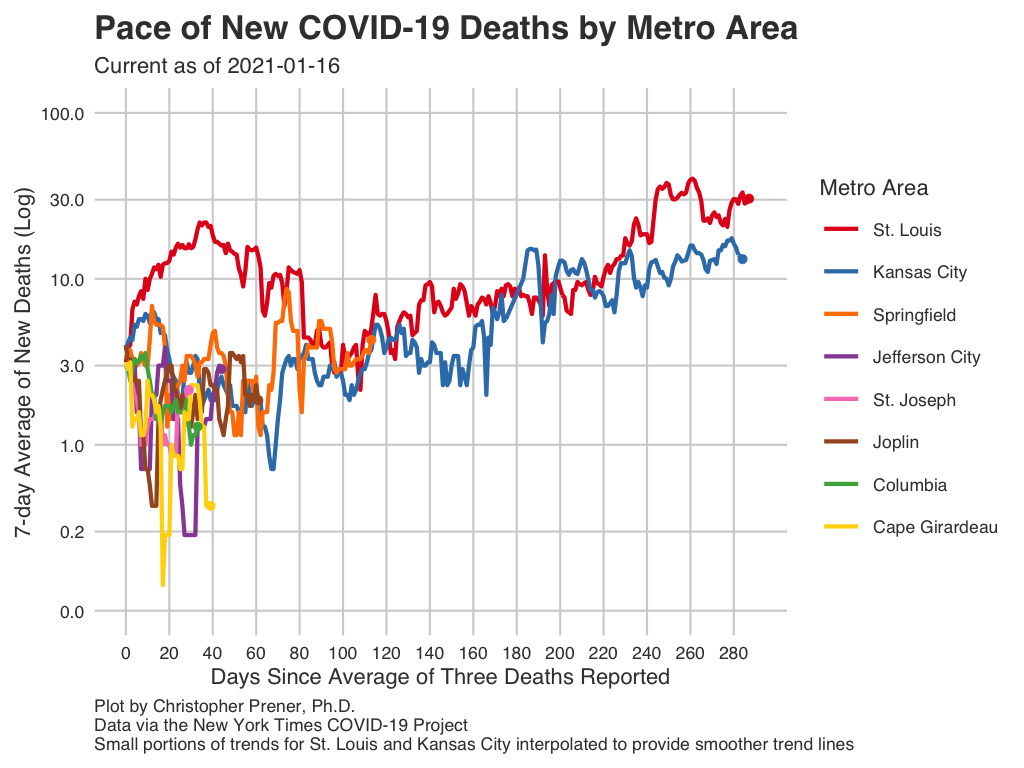 Pace of New COVID-19 Deaths by Metro Area
Current as of 2021-01-16
7-day Average of New Deaths (Log)
100.0
30.0
10.0
3.0
1.0
0.2
0.0
0 20 40 60 80 100 120 140 160 180 200 220 240 260 280
Days Since Average of Three Deaths Reported
Metro Area
St. Louis
Kansas City
Springfield
Jefferson City
St. Joseph
Joplin
Columbia
Cape Girardeau
Plot by Christopher Prener, Ph.D.
Data via the New York Times COVID-19 Project
Small portions of trends for St. Louis and Kansas City interpolated to provide smoother trend lines